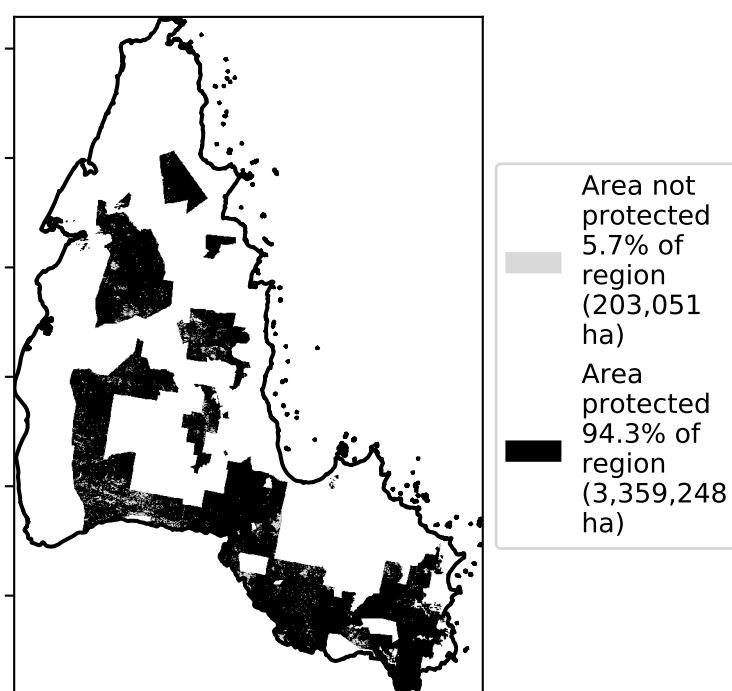 Area not
protected
5.7% of
region
(203,051
ha)
Area
protected
94.3% of
region
(3,359,248
ha)